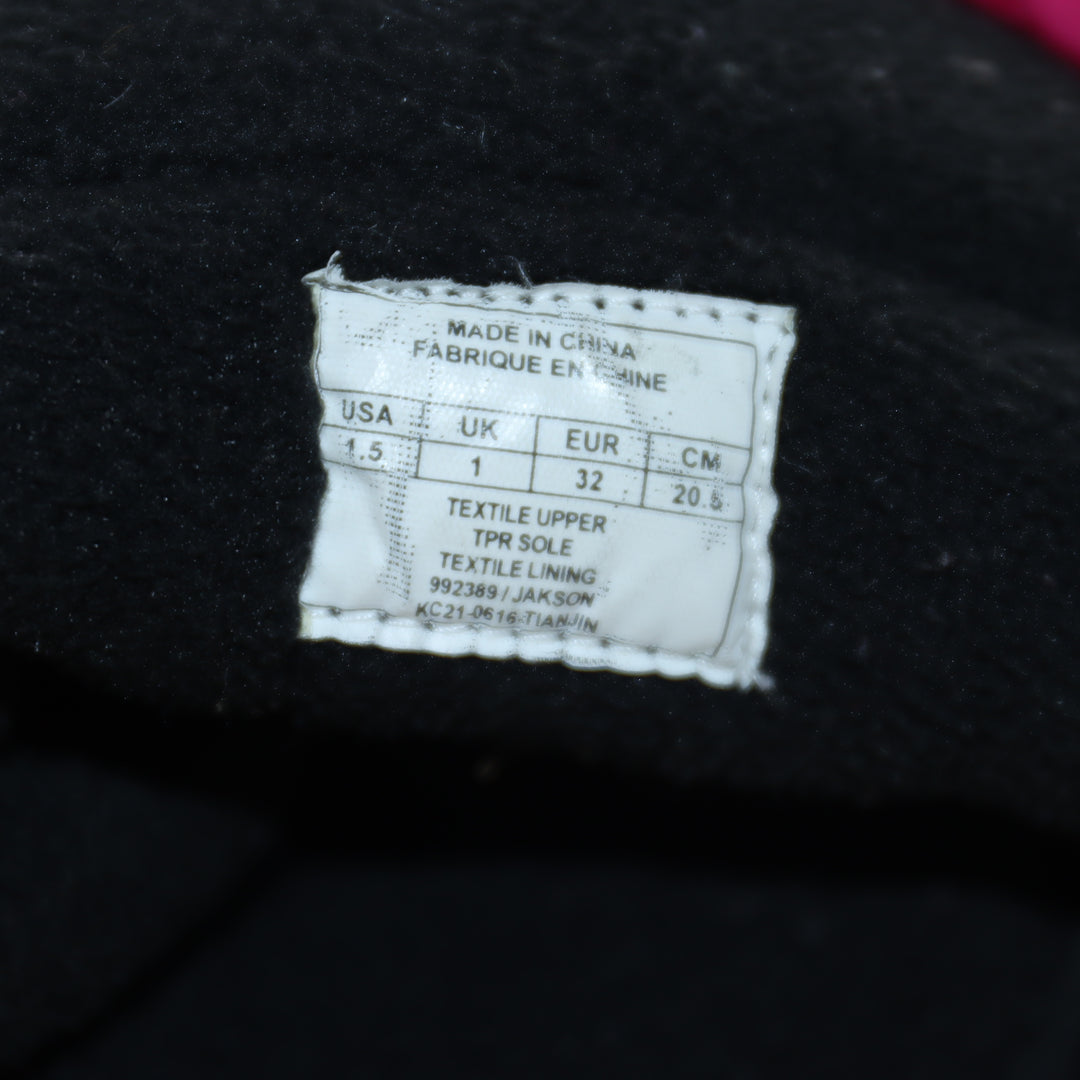 MADE IN CHINA
FABRIQUE EN CHINE
USA UK EUR CM
1.5 1 32 20.5
TEXTILE UPPER
TPR SOLE
TEXTILE LINING
992389 / JAKSON
KC21-0616-TIANJIN